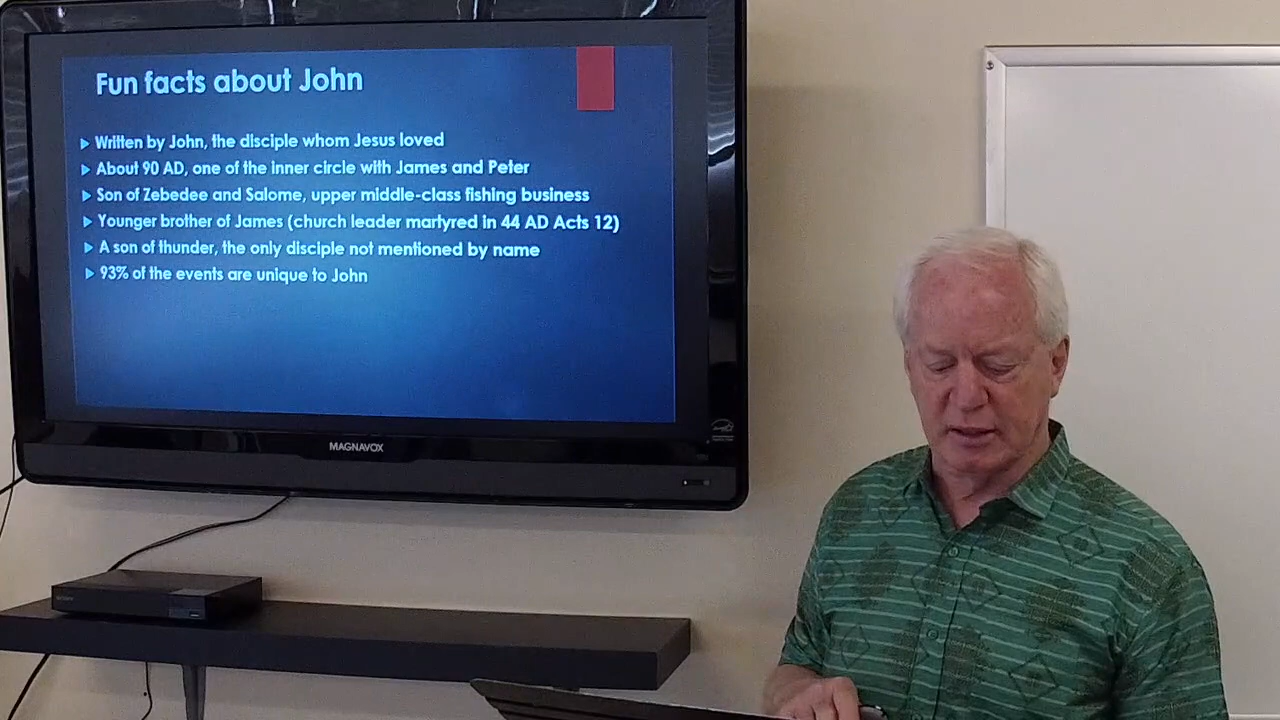 Fun facts about John
Written by John, the disciple whom Jesus loved
About 90 AD, one of the inner circle with James and Peter
Son of Zebedee and Salome, upper middle-class fishing business
Younger brother of James (church leader martyred in 44 AD Acts 12)
A son of thunder, the only disciple not mentioned by name
93% of the events are unique to John
MAGNAVOX